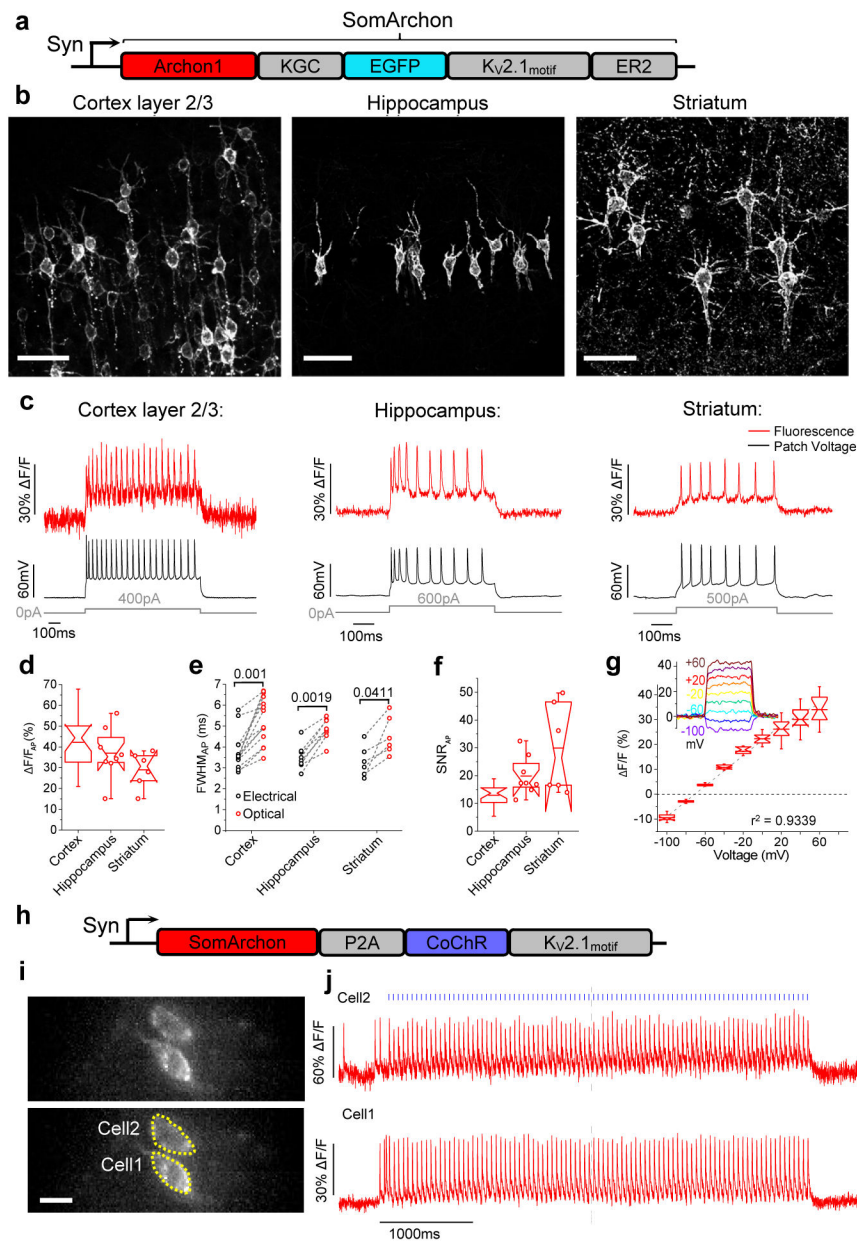 a
SomArchon
Syn
Archon1 KGC EGFP KV2.1motif ER2
b
Cortex layer 2/3 Hippocampus Striatum
c
Cortex layer 2/3: Hippocampus: Striatum:
Fluorescence
Patch Voltage
30% ΔF/F 30% ΔF/F 30% ΔF/F
60mV 60mV 60mV
0pA 400pA 600pA 500pA
100ms 100ms 100ms
d
ΔF/FAP (%)
70
60
50
40
30
20
10
0
Cortex Hippocampus Striatum
e
0.001
0.0019
0.0411
FWHMAP (ms)
7
6
5
4
3
2
1
0
Electrical
Optical
Cortex Hippocampus Striatum
f
SNRAP
50
40
30
20
10
0
Cortex Hippocampus Striatum
g
40
20
0
+60
+20
-20
-60
-100
mV
ΔF/F (%)
40
30
20
10
0
-10
r2 = 0.9339
-100 -60 -20 20 60
Voltage (mV)
h
Syn
SomArchon P2A CoChR KV2.1motif
i
Cell2
Cell1
j
Cell2
60% ΔF/F
Cell1
30% ΔF/F
1000ms